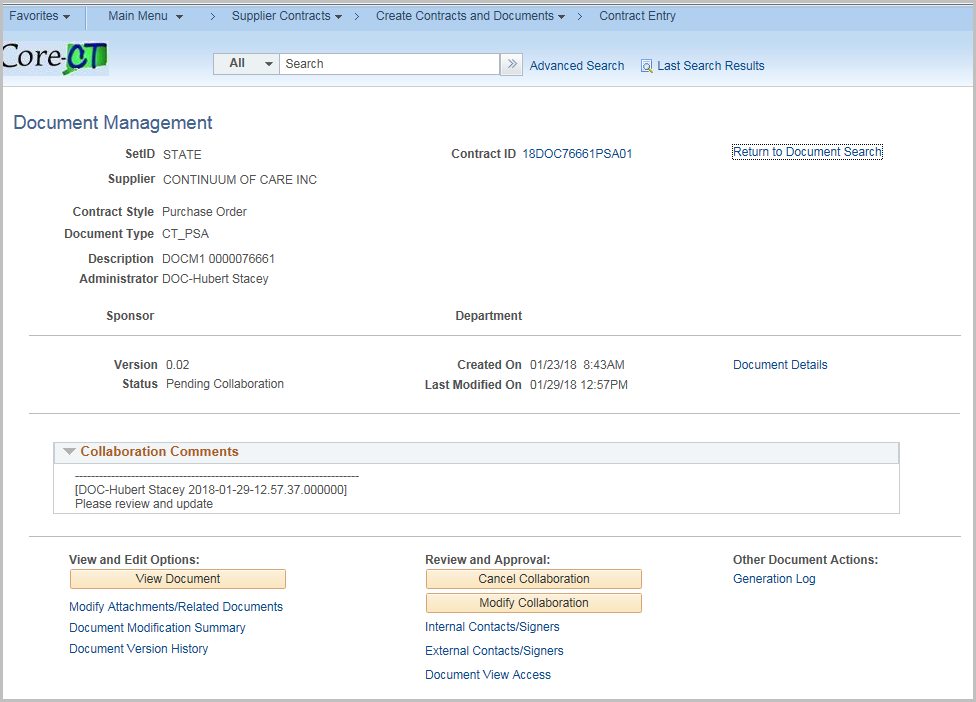 Favorites Main Menu > Supplier Contracts > Create Contracts and Documents > Contract Entry
Core-CT
All Search » Advanced Search Last Search Results
Document Management
SetID STATE Contract ID 18DOC76661PSA01 Return to Document Search
Supplier CONTINUUM OF CARE INC
Contract Style Purchase Order
Document Type CT_PSA
Description DOCM1 0000076661
Administrator DOC-Hubert Stacey
Sponsor Department
Version 0.02 Created On 01/23/18 8:43AM Document Details
Status Pending Collaboration Last Modified On 01/29/18 12:57PM
Collaboration Comments
-----------------------------------------------------------------------
[DOC-Hubert Stacey 2018-01-29-12.57.37.000000]
Please review and update
View and Edit Options: Review and Approval: Other Document Actions:
View Document Cancel Collaboration Generation Log
Modify Collaboration
Modify Attachments/Related Documents
Internal Contacts/Signers
Document Modification Summary
Document Version History External Contacts/Signers
Document View Access